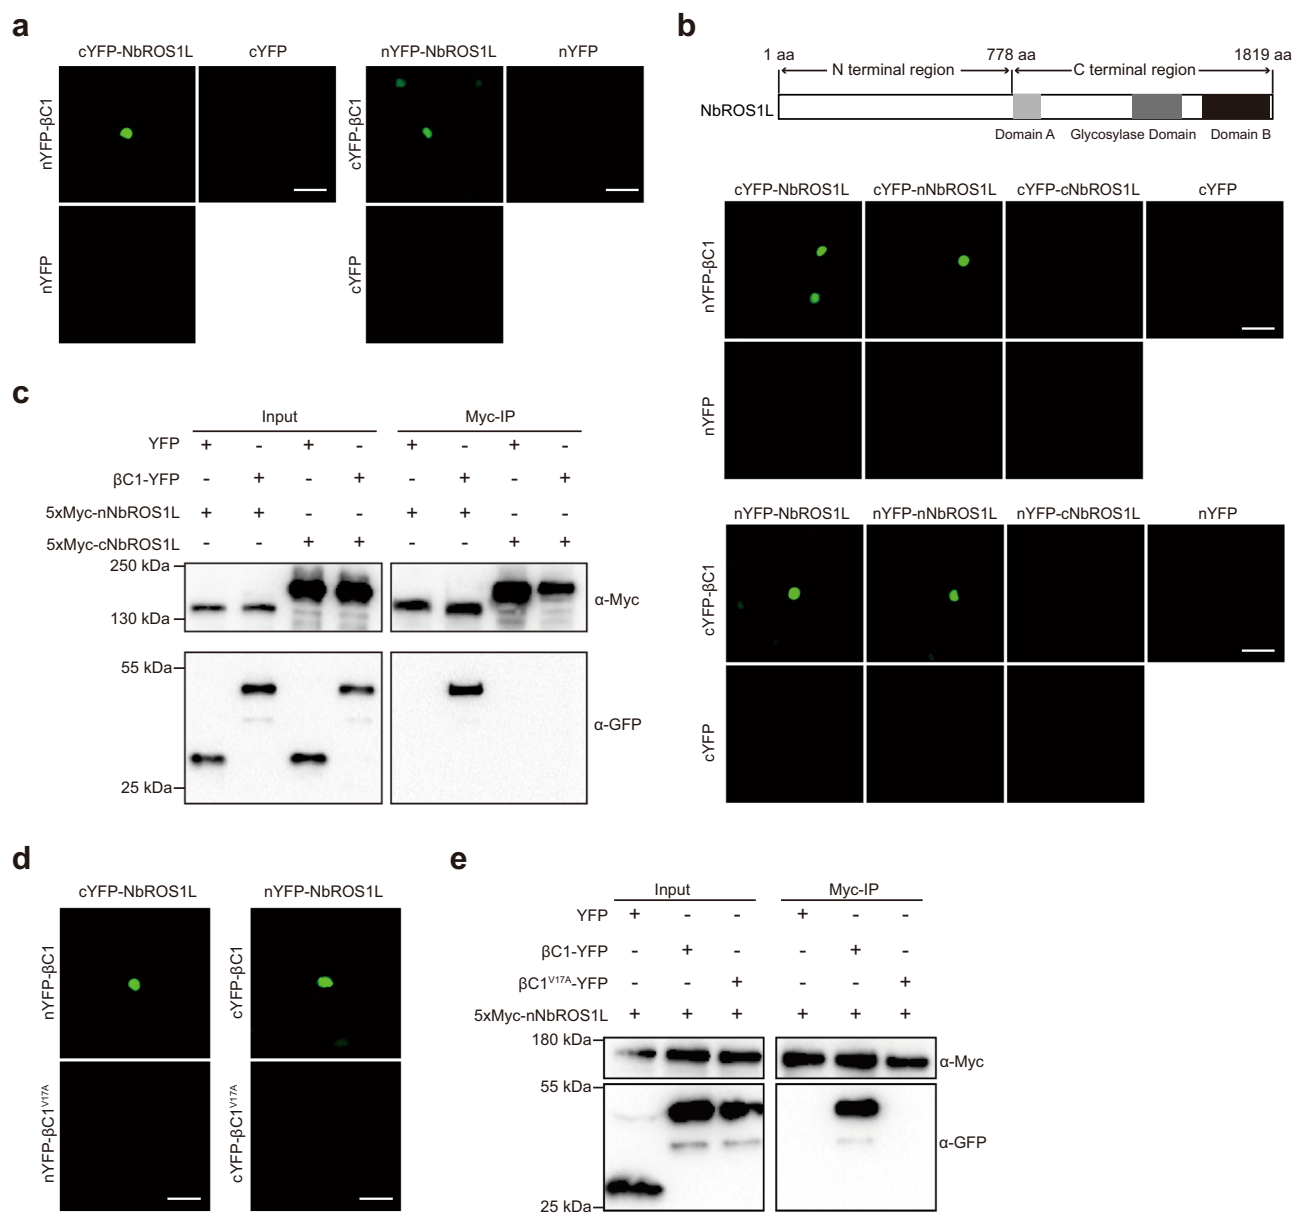 a
cYFP-NbROS1L cYFP nYFP-NbROS1L nYFP
nYFP-βC1
nYFP
cYFP-βC1
cYFP
b
1 aa 778 aa 1819 aa
N terminal region C terminal region
NbROS1L
Domain A Glycosylase Domain Domain B
cYFP-NbROS1L cYFP-nNbROS1L cYFP-cNbROS1L cYFP
nYFP-βC1
nYFP
nYFP-NbROS1L nYFP-nNbROS1L nYFP-cNbROS1L nYFP
cYFP-βC1
cYFP
c
Input Myc-IP
YFP + - + - + - + -
βC1-YFP - + - + - + - +
5xMyc-nNbROS1L + + - - + + - -
5xMyc-cNbROS1L - - + + - - + +
250 kDa
130 kDa
α-Myc
55 kDa
25 kDa
α-GFP
d
cYFP-NbROS1L nYFP-NbROS1L
nYFP-βC1
nYFP-βC1V17A
cYFP-βC1
cYFP-βC1V17A
e
Input Myc-IP
YFP + - - + - -
βC1-YFP - + - - + -
βC1V17A-YFP - - + - - +
5xMyc-nNbROS1L + + + + + +
180 kDa
α-Myc
55 kDa
25 kDa
α-GFP